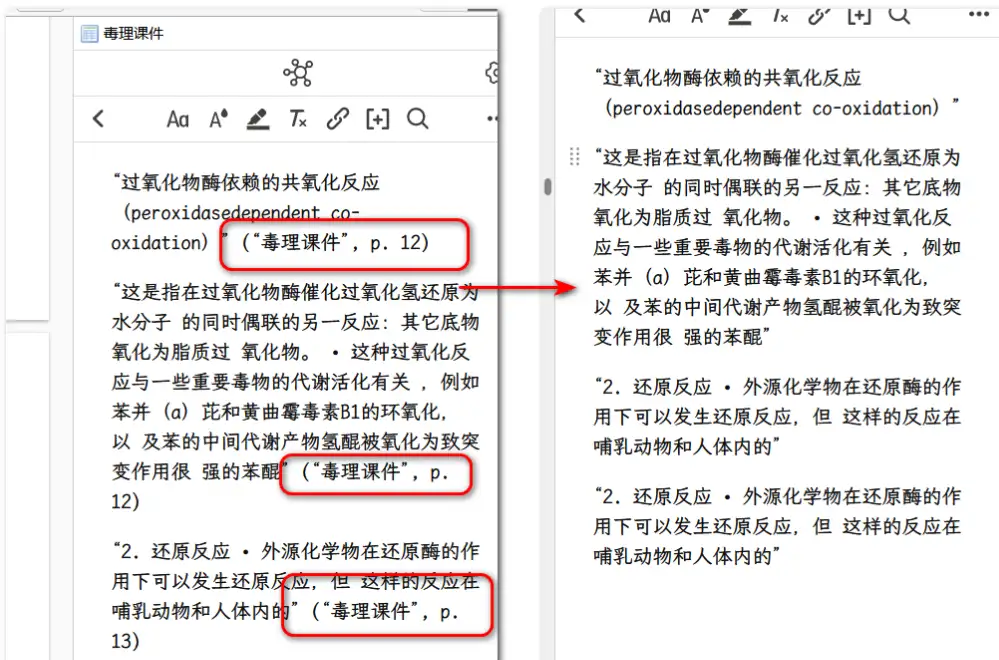 毒理课件
Aa A Tx [+]
“过氧化物酶依赖的共氧化反应
（peroxidasedependent co-
oxidation）” (“毒理课件”, p. 12)
“这是指在过氧化物酶催化过氧化氢还原为
水分子 的同时偶联的另一反应：其它底物
氧化为脂质过 氧化物。 • 这种过氧化反
应与一些重要毒物的代谢活化有关 ，例如
苯并（a）芘和黄曲霉毒素B1的环氧化，
以 及苯的中间代谢产物氢醌被氧化为致突
变作用很 强的苯醌” (“毒理课件”, p.
12)
“2．还原反应 • 外源化学物在还原酶的作
用下可以发生还原反应，但 这样的反应在
哺乳动物和人体内的” (“毒理课件”, p.
13)
Aa A Tx [+]
“过氧化物酶依赖的共氧化反应
（peroxidasedependent co-oxidation）”
“这是指在过氧化物酶催化过氧化氢还原为
水分子 的同时偶联的另一反应：其它底物
氧化为脂质过 氧化物。 • 这种过氧化反
应与一些重要毒物的代谢活化有关 ，例如
苯并（a）芘和黄曲霉毒素B1的环氧化，
以 及苯的中间代谢产物氢醌被氧化为致突
变作用很 强的苯醌”
“2．还原反应 • 外源化学物在还原酶的作
用下可以发生还原反应，但 这样的反应在
哺乳动物和人体内的”
“2．还原反应 • 外源化学物在还原酶的作
用下可以发生还原反应，但 这样的反应在
哺乳动物和人体内的”